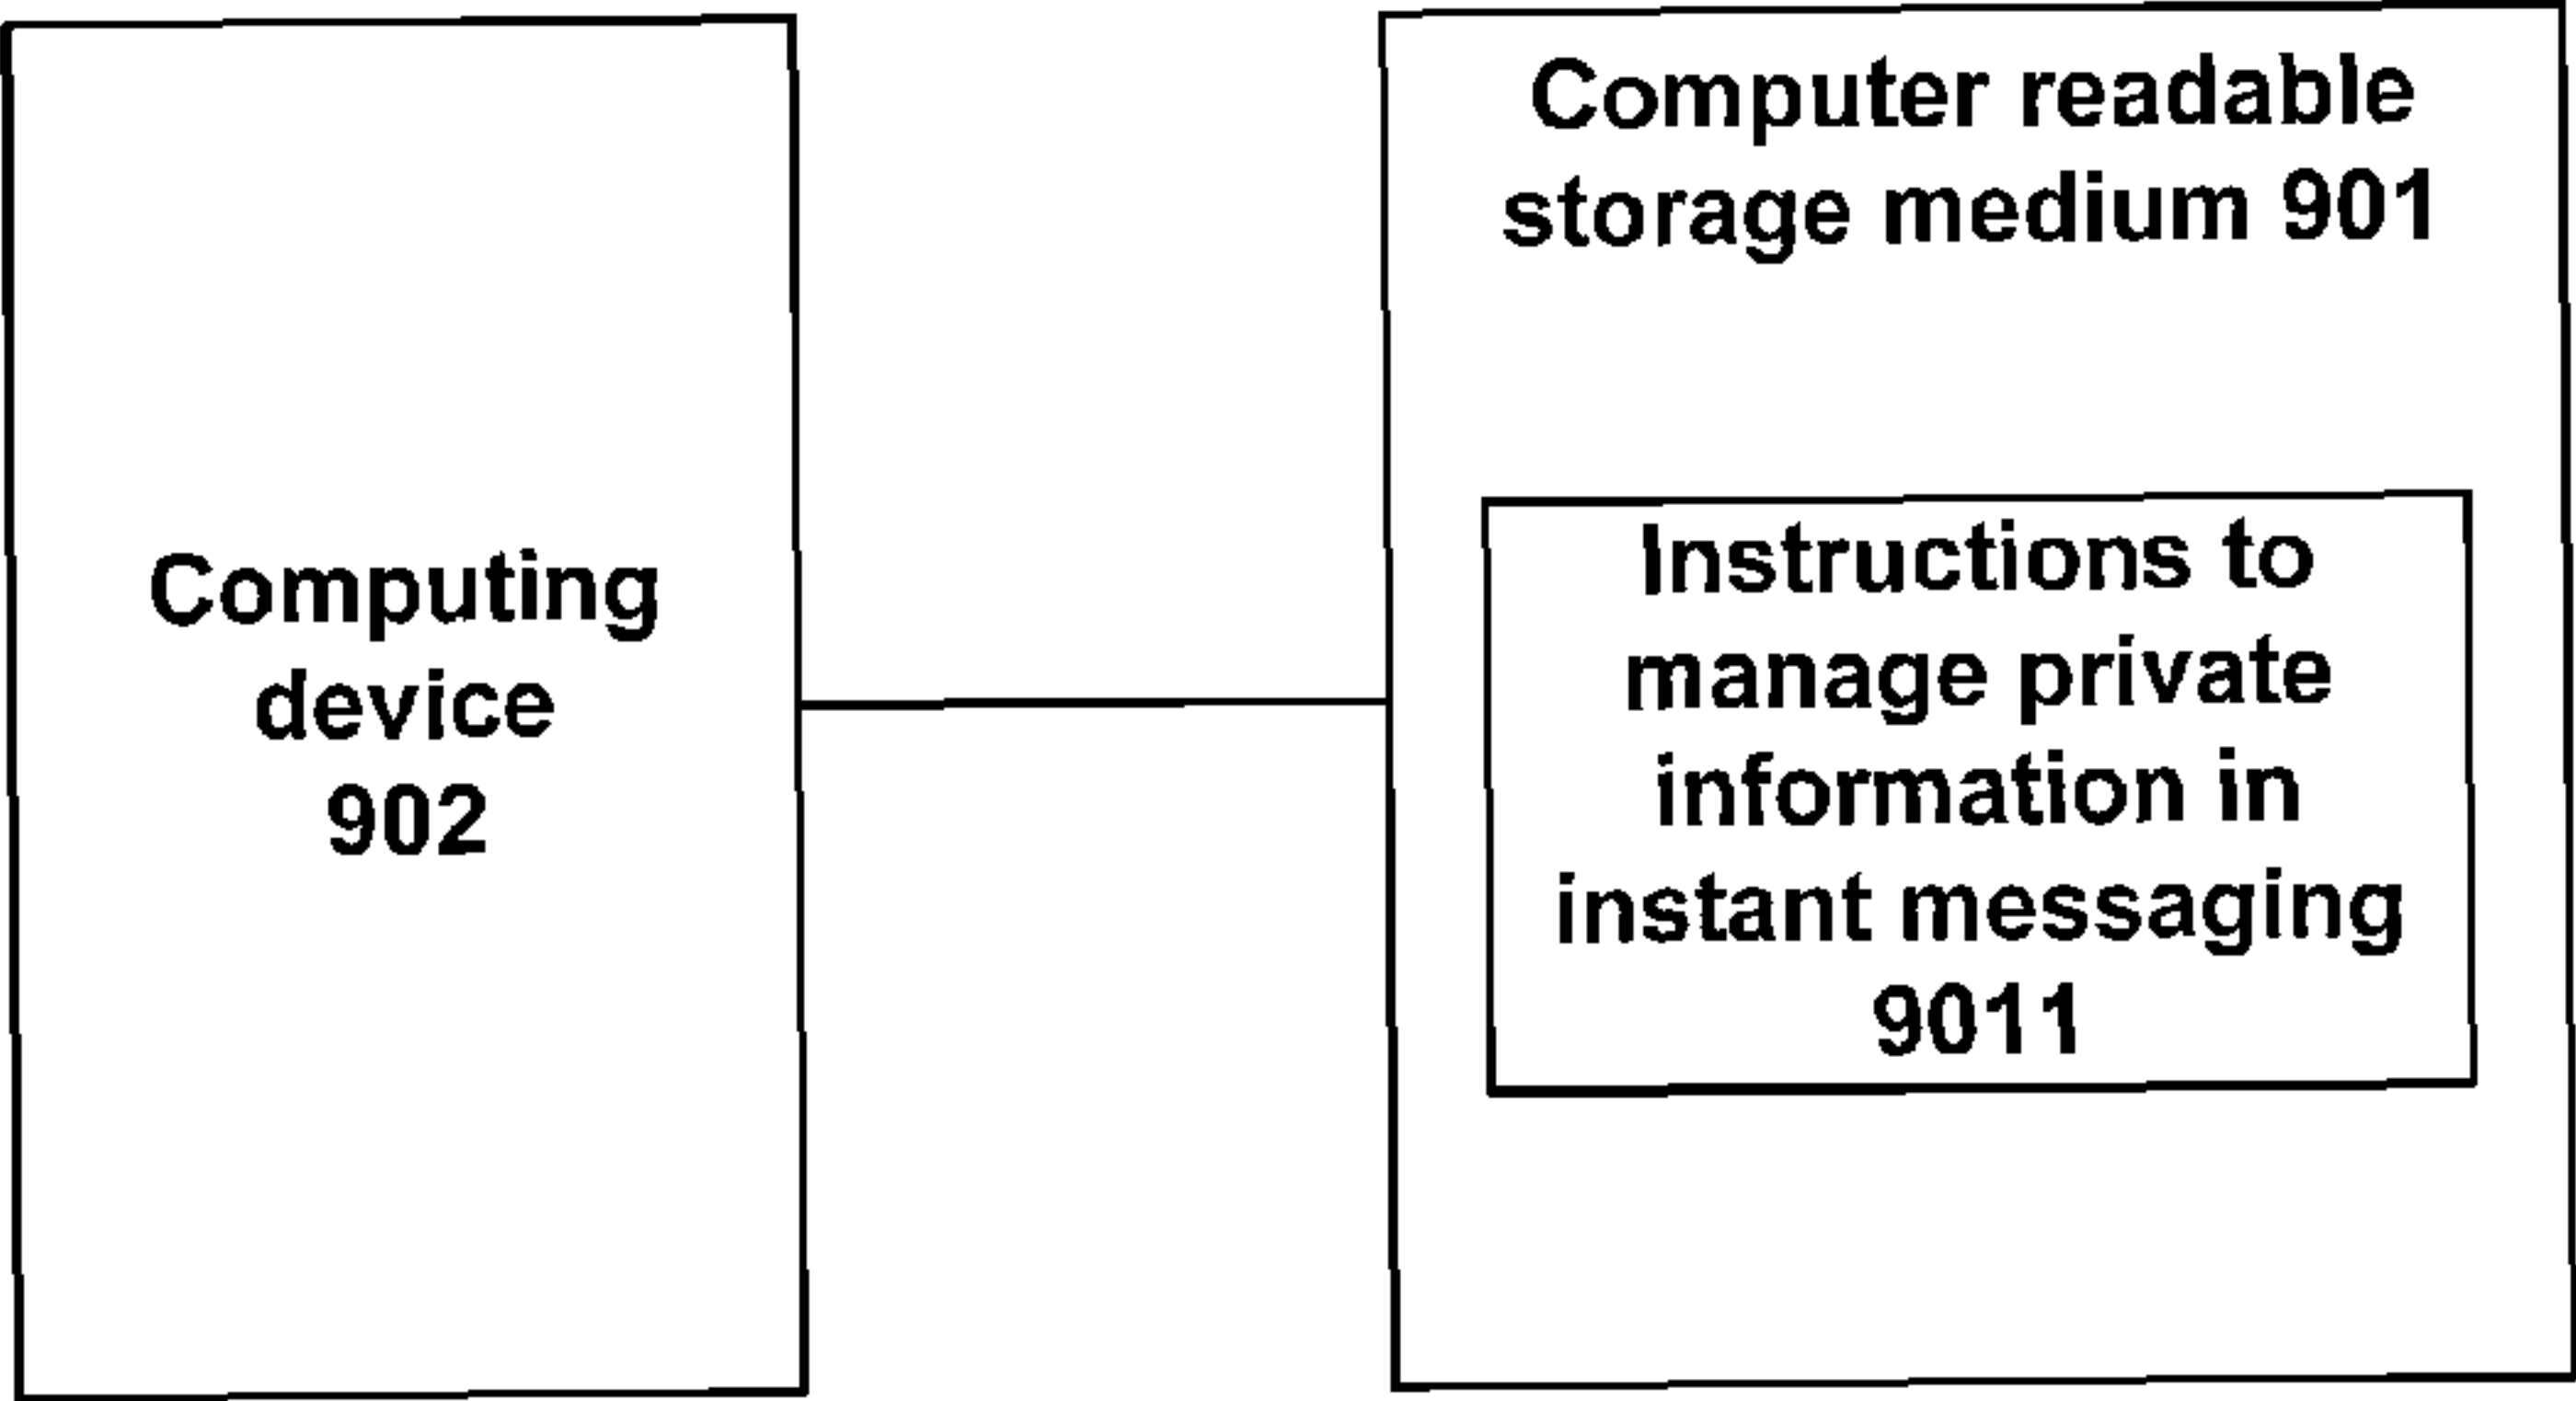 Computing
device
902
Computer readable
storage medium 901
Instructions to
manage private
information in
instant messaging
9011